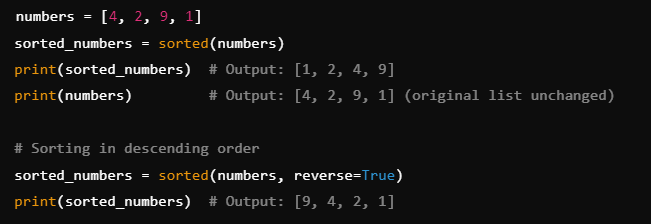 numbers = [4, 2, 9, 1]
sorted_numbers = sorted(numbers)
print(sorted_numbers)  # Output: [1, 2, 4, 9]
print(numbers)         # Output: [4, 2, 9, 1] (original list unchanged)

# Sorting in descending order
sorted_numbers = sorted(numbers, reverse=True)
print(sorted_numbers)  # Output: [9, 4, 2, 1]